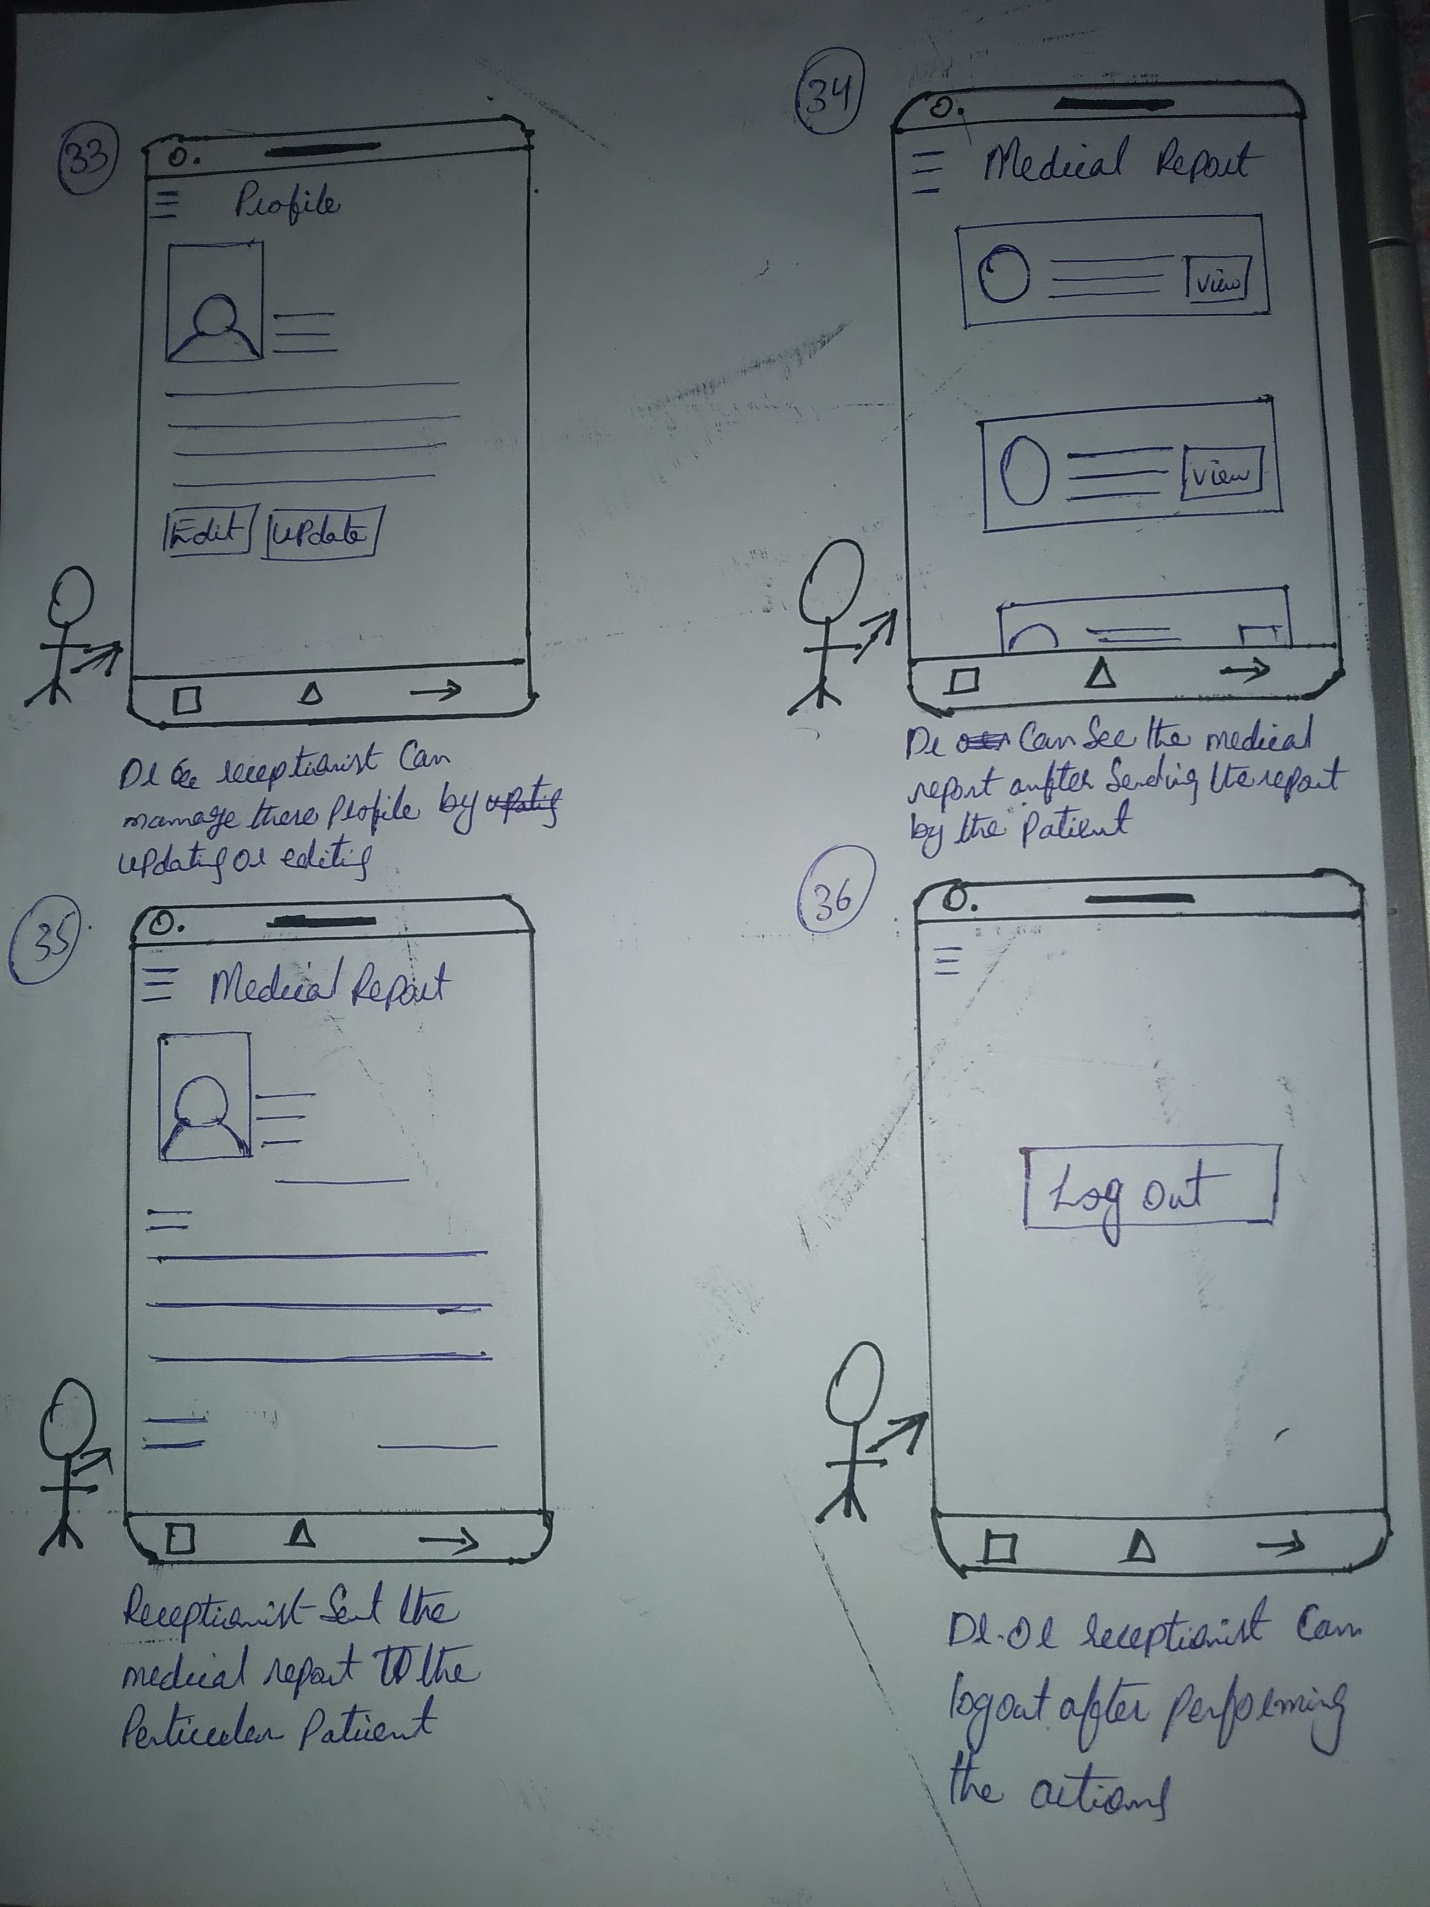 33
Profile
Edit
Update
Dr or receptionist Can
manage there Profile by
updating or editing
34
Medical Report
View
View
Dr Can See the medical
report anfter Sending the report
by the Patient
35
Medical Report
Receptionist Sent the
medical report TO the
Perticuler Patient
36
Log out
Dr. Or receptionist Can
logout after performing
the actions